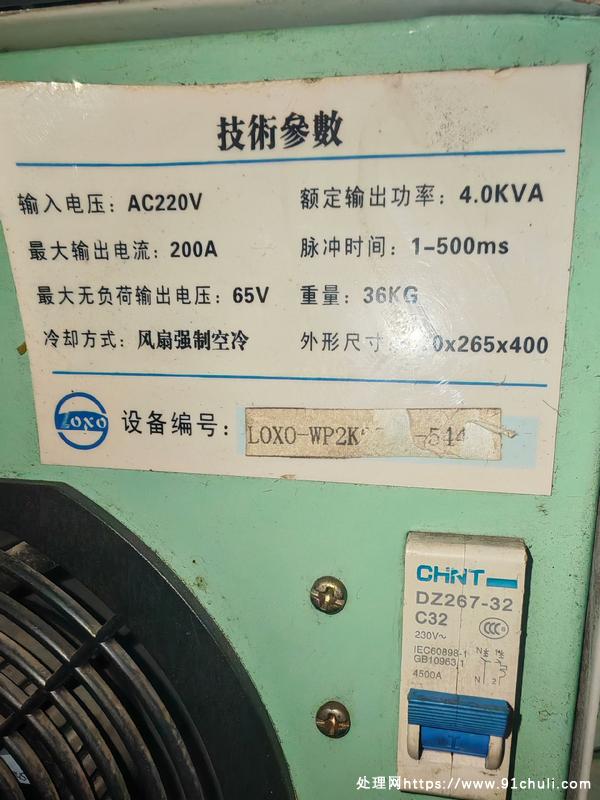 技術參數
输入电压：AC220V 额定输出功率：4.0KVA
最大输出电流：200A 脉冲时间：1-500ms
最大无负荷输出电压：65V 重量：36KG
冷却方式：风扇强制空冷 外形尺寸 0x265x400
LOXO 设备编号：LOXO-WP2K -544
CHNT
DZ267-32
C32
230V~
CCC
IEC60898-1
GB10963.1
4500A
N 1
N 2
处理网https://www.91chuli.com